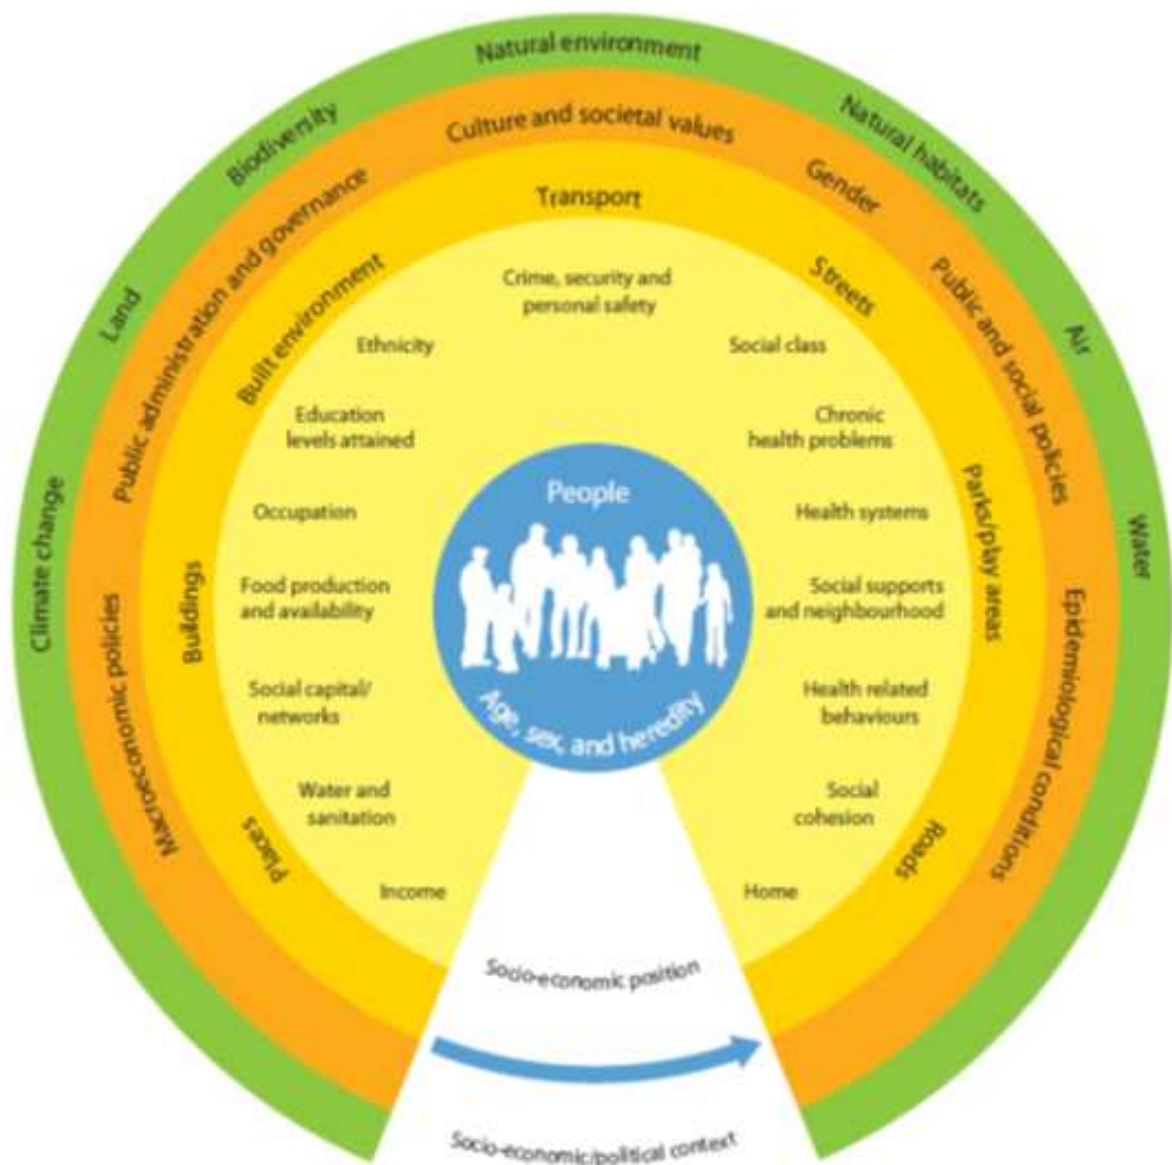 Natural environment
Biodiversity
Natural habitats
Land
Air
Climate change
Water
Culture and societal values
Public administration and governance
Gender
Public and social policies
Macroeconomic policies
Epidemiological conditions
Transport
Built environment
Streets
Buildings
Parks/play areas
Places
Roads
Crime, security and
personal safety
Ethnicity
Social class
Education
levels attained
Chronic
health problems
Occupation
Health systems
Food production
and availability
Social supports
and neighbourhood
Social capital/
networks
Health related
behaviours
Water and
sanitation
Social
cohesion
Income
Home
People
Age, sex, and heredity
Socio-economic position
Socio-economic/political context